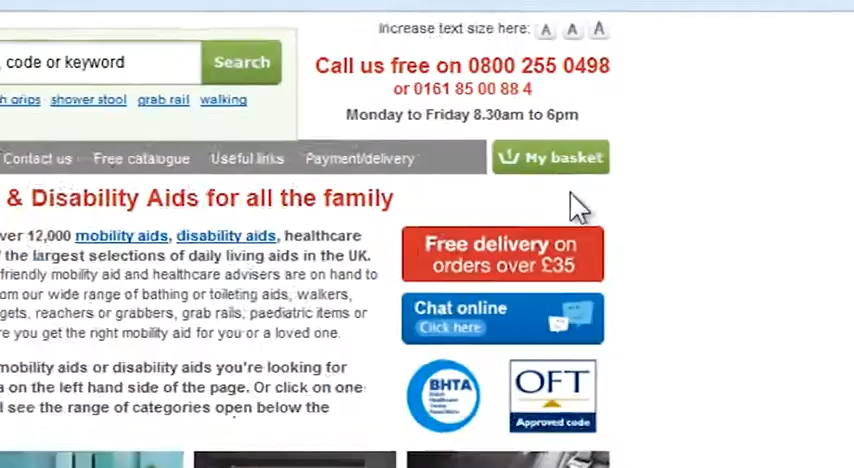 Increase text size here: A A A
code or keyword
Search
Call us free on 0800 255 0498
or 0161 85 00 88 4
shower stool grab rail walking
Monday to Friday 8.30am to 6pm
Contact us Free catalogue Useful links Payment/delivery
My basket
& Disability Aids for all the family
ver 12,000 mobility aids, disability aids, healthcare
the largest selections of daily living aids in the UK.
friendly mobility aid and healthcare advisers are on hand to
om our wide range of bathing or toileting aids, walkers,
gets, reachers or grabbers, grab rails, paediatric items or
re you get the right mobility aid for you or a loved one.
mobility aids or disability aids you're looking for
on the left hand side of the page. Or click on one
see the range of categories open below the
Free delivery on
orders over £35
Chat online
Click here
BHTA
OFT
Approved code